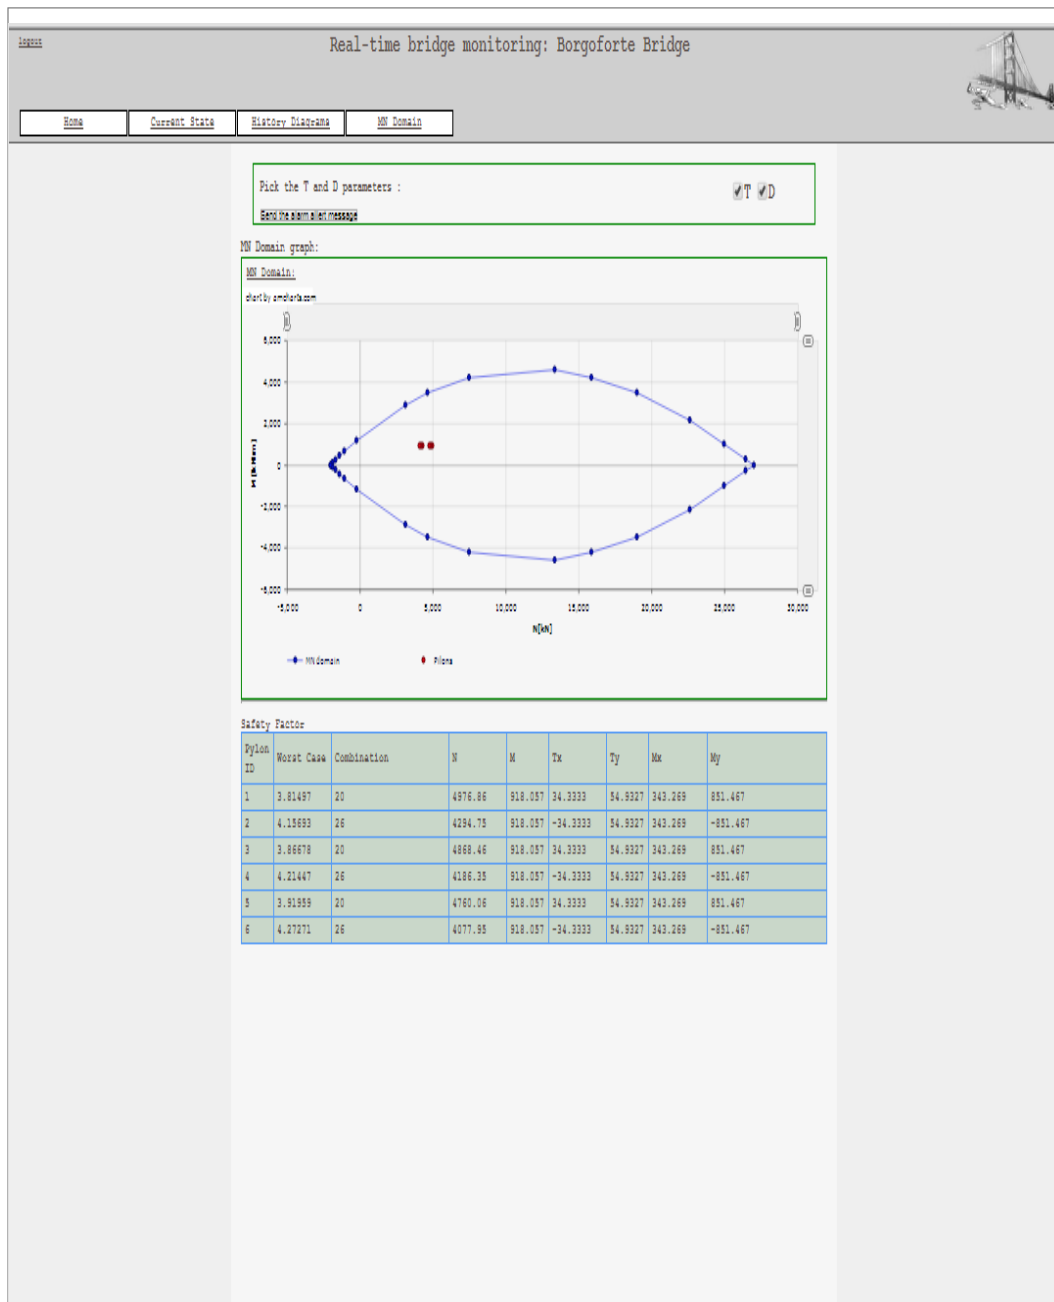 logout
Real-time bridge monitoring: Borgoforte Bridge
Home Current State History Diagrams MN Domain
Pick the T and D parameters :
T D
Send the alarm allert message
MN Domain graph:
MN Domain:
chart by amcharts.com
4,000
2,000
0
-2,000
-4,000
-5,000 0 5,000 10,000 15,000 20,000 25,000 30,000
N[kN]
MN domain Pilons
Safety Factor
Pylon ID Worst Case Combination N M Tx Ty Mx My
1 3.81497 20 4976.86 918.057 34.3333 54.9327 343.269 851.467
2 4.15693 26 4294.75 918.057 -34.3333 54.9327 343.269 -851.467
3 3.86678 20 4868.46 918.057 34.3333 54.9327 343.269 851.467
4 4.21447 26 4186.35 918.057 -34.3333 54.9327 343.269 -851.467
5 3.91959 20 4760.06 918.057 34.3333 54.9327 343.269 851.467
6 4.27271 26 4077.95 918.057 -34.3333 54.9327 343.269 -851.467